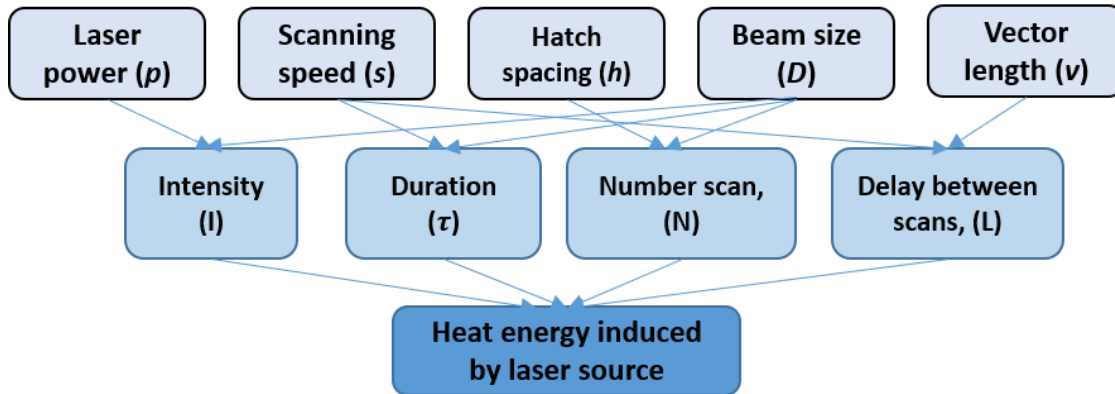 Laser
power (p)
Scanning
speed (s)
Hatch
spacing (h)
Beam size
(D)
Vector
length (v)
Intensity
(I)
Duration
(τ)
Number scan,
(N)
Delay between
scans, (L)
Heat energy induced
by laser source